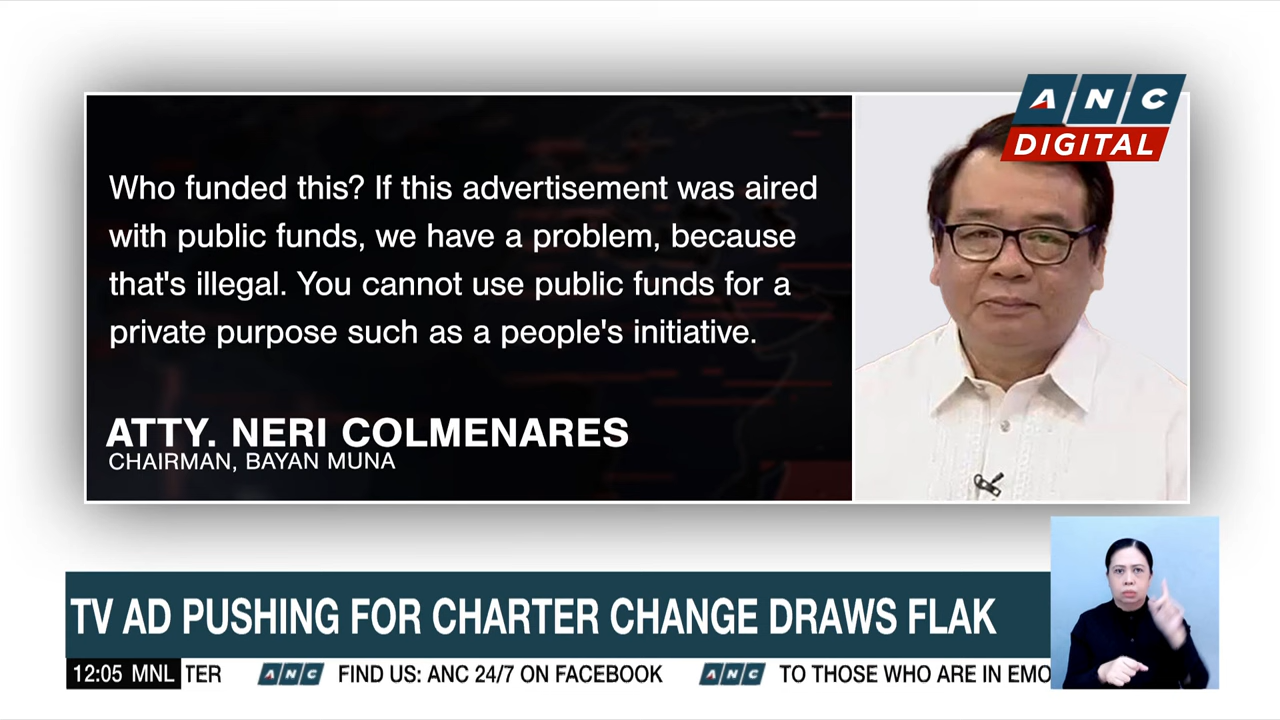 ANC
DIGITAL
Who funded this? If this advertisement was aired
with public funds, we have a problem, because
that's illegal. You cannot use public funds for a
private purpose such as a people's initiative.
ATTY. NERI COLMENARES
CHAIRMAN, BAYAN MUNA
TV AD PUSHING FOR CHARTER CHANGE DRAWS FLAK
12:05 MNL TER ANC FIND US: ANC 24/7 ON FACEBOOK ANC TO THOSE WHO ARE IN EMO